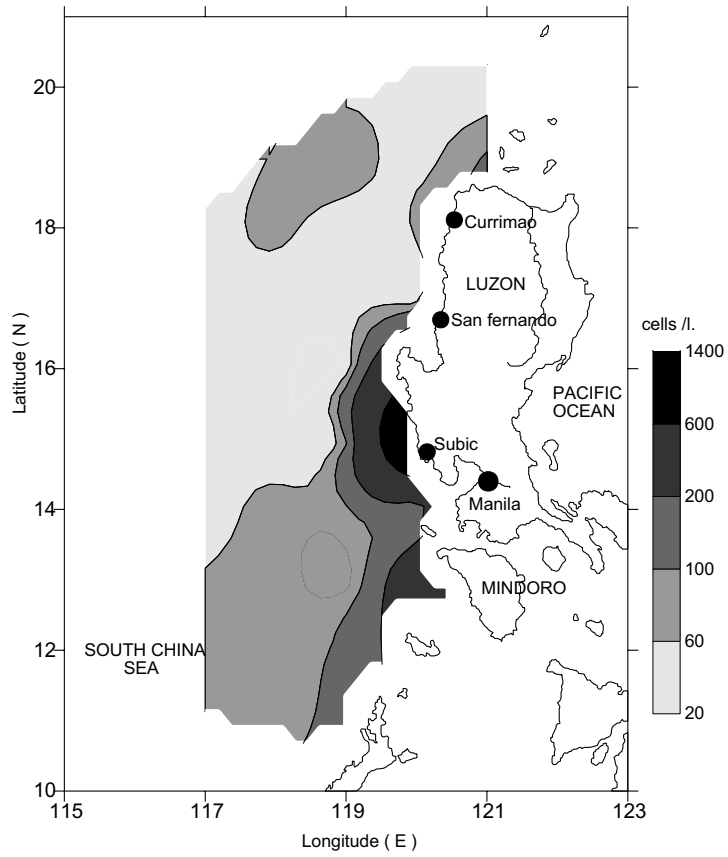 20
18
16
14
12
10
Latitude ( N )
115
117
119
121
123
Longitude ( E )
Currimao
LUZON
San fernando
PACIFIC
OCEAN
Subic
Manila
MINDORO
SOUTH CHINA
SEA
cells /l.
1400
600
200
100
60
20